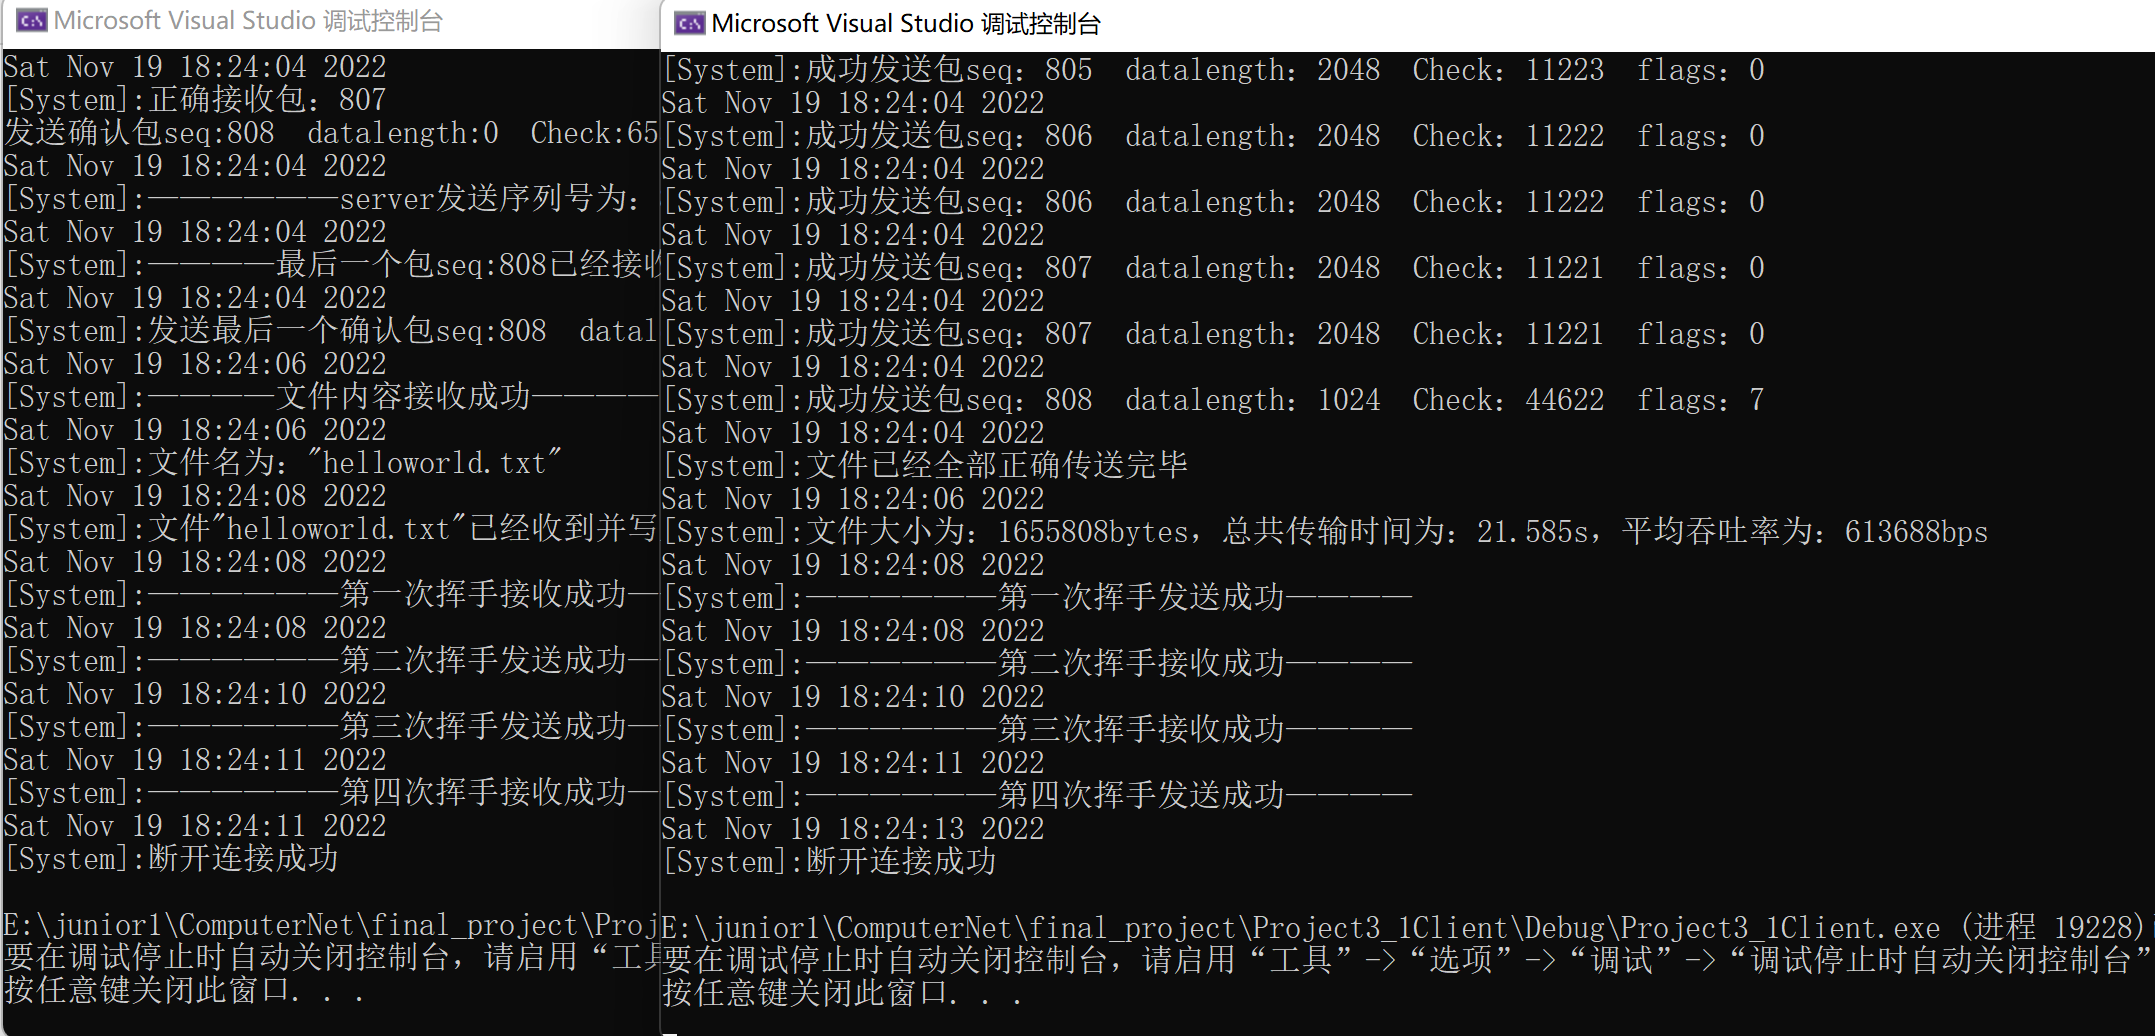 Microsoft Visual Studio 调试控制台
Sat Nov 19 18:24:04 2022
[System]:正确接收包：807
发送确认包seq:808  datalength:0  Check:65
Sat Nov 19 18:24:04 2022
[System]:——————server发送序列号为：
Sat Nov 19 18:24:04 2022
[System]:————最后一个包seq:808已经接收
Sat Nov 19 18:24:04 2022
[System]:发送最后一个确认包seq:808  datal
Sat Nov 19 18:24:06 2022
[System]:————文件内容接收成功————
Sat Nov 19 18:24:06 2022
[System]:文件名为："helloworld.txt"
Sat Nov 19 18:24:08 2022
[System]:文件"helloworld.txt"已经收到并写
Sat Nov 19 18:24:08 2022
[System]:——————第一次挥手接收成功—
Sat Nov 19 18:24:08 2022
[System]:——————第二次挥手发送成功—
Sat Nov 19 18:24:10 2022
[System]:——————第三次挥手发送成功—
Sat Nov 19 18:24:11 2022
[System]:——————第四次挥手接收成功—
Sat Nov 19 18:24:11 2022
[System]:断开连接成功
E:\junior1\ComputerNet\final_project\Proj
要在调试停止时自动关闭控制台，请启用“工具
按任意键关闭此窗口. . .
Microsoft Visual Studio 调试控制台
[System]:成功发送包seq：805  datalength：2048  Check：11223  flags：0
Sat Nov 19 18:24:04 2022
[System]:成功发送包seq：806  datalength：2048  Check：11222  flags：0
Sat Nov 19 18:24:04 2022
[System]:成功发送包seq：806  datalength：2048  Check：11222  flags：0
Sat Nov 19 18:24:04 2022
[System]:成功发送包seq：807  datalength：2048  Check：11221  flags：0
Sat Nov 19 18:24:04 2022
[System]:成功发送包seq：807  datalength：2048  Check：11221  flags：0
Sat Nov 19 18:24:04 2022
[System]:成功发送包seq：808  datalength：1024  Check：44622  flags：7
Sat Nov 19 18:24:04 2022
[System]:文件已经全部正确传送完毕
Sat Nov 19 18:24:06 2022
[System]:文件大小为：1655808bytes，总共传输时间为：21.585s，平均吞吐率为：613688bps
Sat Nov 19 18:24:08 2022
[System]:——————第一次挥手发送成功————
Sat Nov 19 18:24:08 2022
[System]:——————第二次挥手接收成功————
Sat Nov 19 18:24:10 2022
[System]:——————第三次挥手接收成功————
Sat Nov 19 18:24:11 2022
[System]:——————第四次挥手发送成功————
Sat Nov 19 18:24:13 2022
[System]:断开连接成功
E:\junior1\ComputerNet\final_project\Project3_1Client\Debug\Project3_1Client.exe (进程 19228)
要在调试停止时自动关闭控制台，请启用“工具”->“选项”->“调试”->“调试停止时自动关闭控制台”
按任意键关闭此窗口. . .